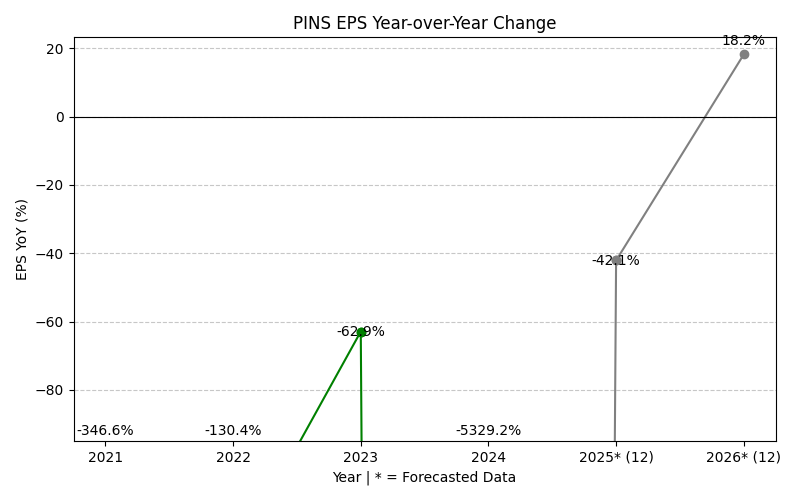 PINS EPS Year-over-Year Change
18.2%
20
0
−20
-42.1%
−40
EPS YoY (%)
−60
-62.9%
−80
-346.6% -130.4% -5329.2%
2021 2022 2023 2024 2025* (12) 2026* (12)
Year | * = Forecasted Data